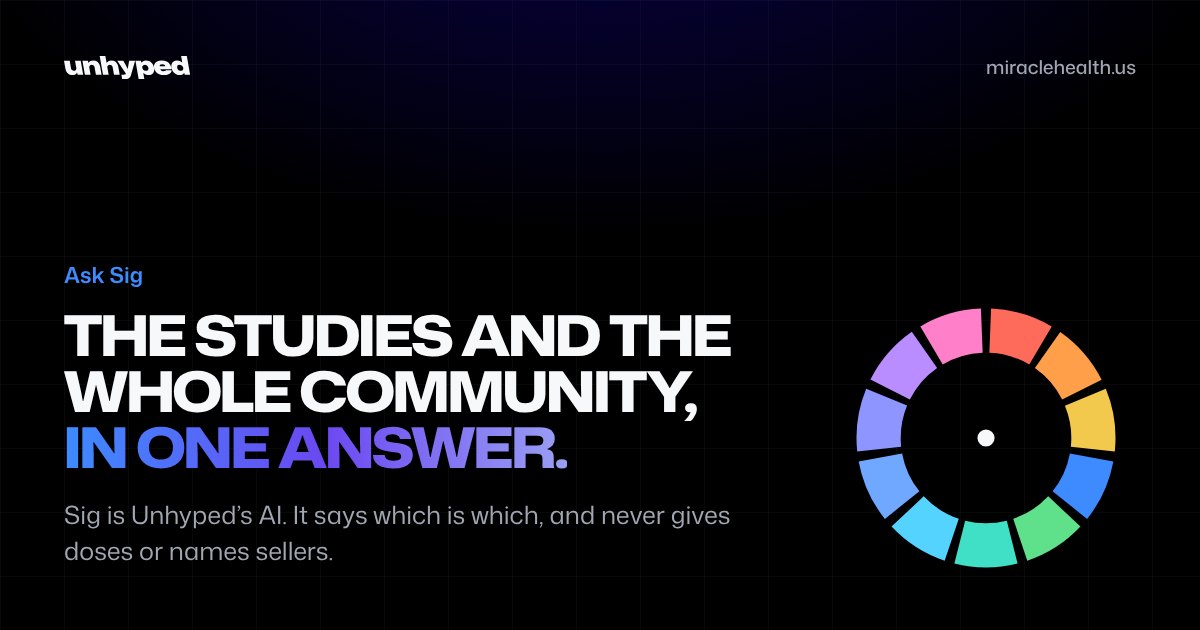 unhyped
miraclehealth.us
Ask Sig
THE STUDIES AND THE
WHOLE COMMUNITY,
IN ONE ANSWER.
Sig is Unhyped’s AI. It says which is which, and never gives
doses or names sellers.